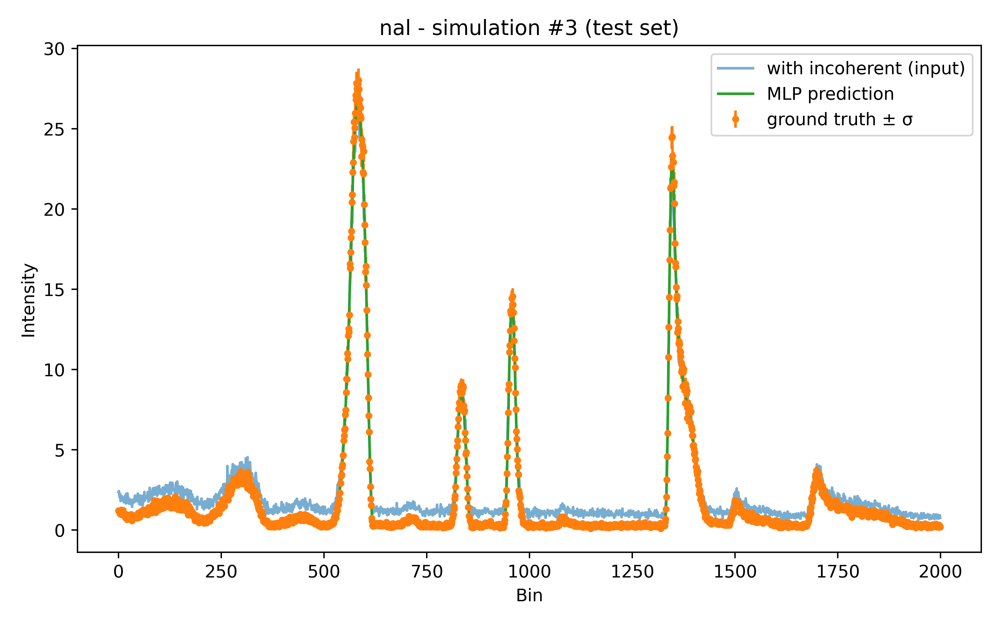 nal - simulation #3 (test set)
30
25
20
15
10
5
0
Intensity
with incoherent (input)
MLP prediction
ground truth ± σ
0 250 500 750 1000 1250 1500 1750 2000
Bin